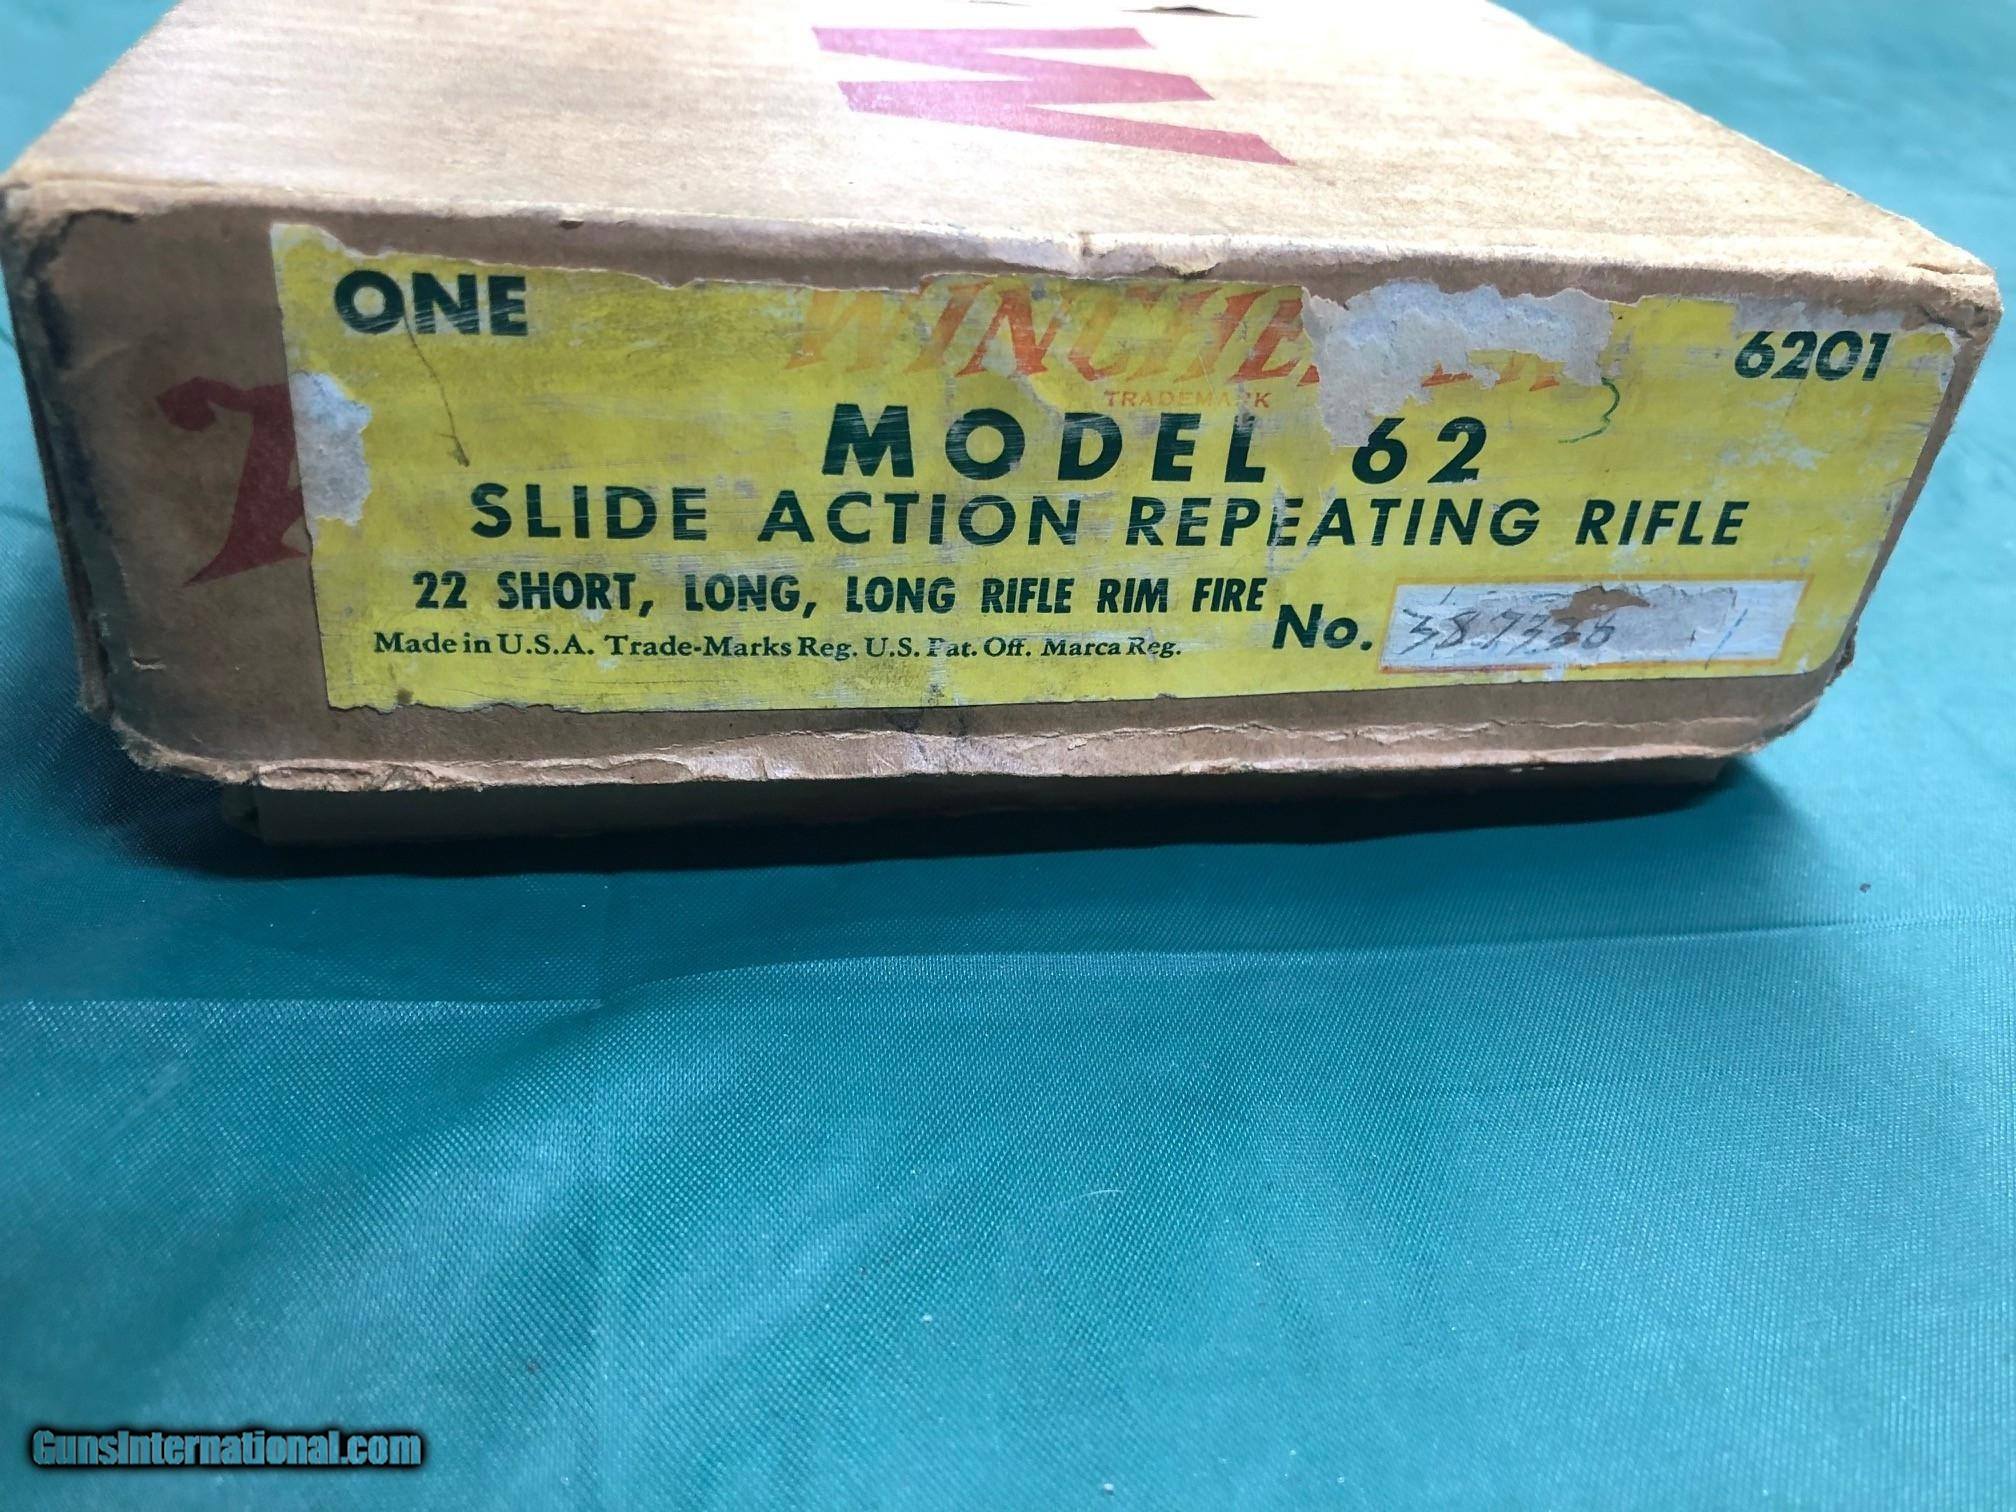 W
ONE
6201
TRADEMARK
MODEL 62
SLIDE ACTION REPEATING RIFLE
22 SHORT, LONG, LONG RIFLE RIM FIRE
Made in U.S.A. Trade-Marks Reg. U.S. Pat. Off. Marca Reg.
No.
GunsInternational.com